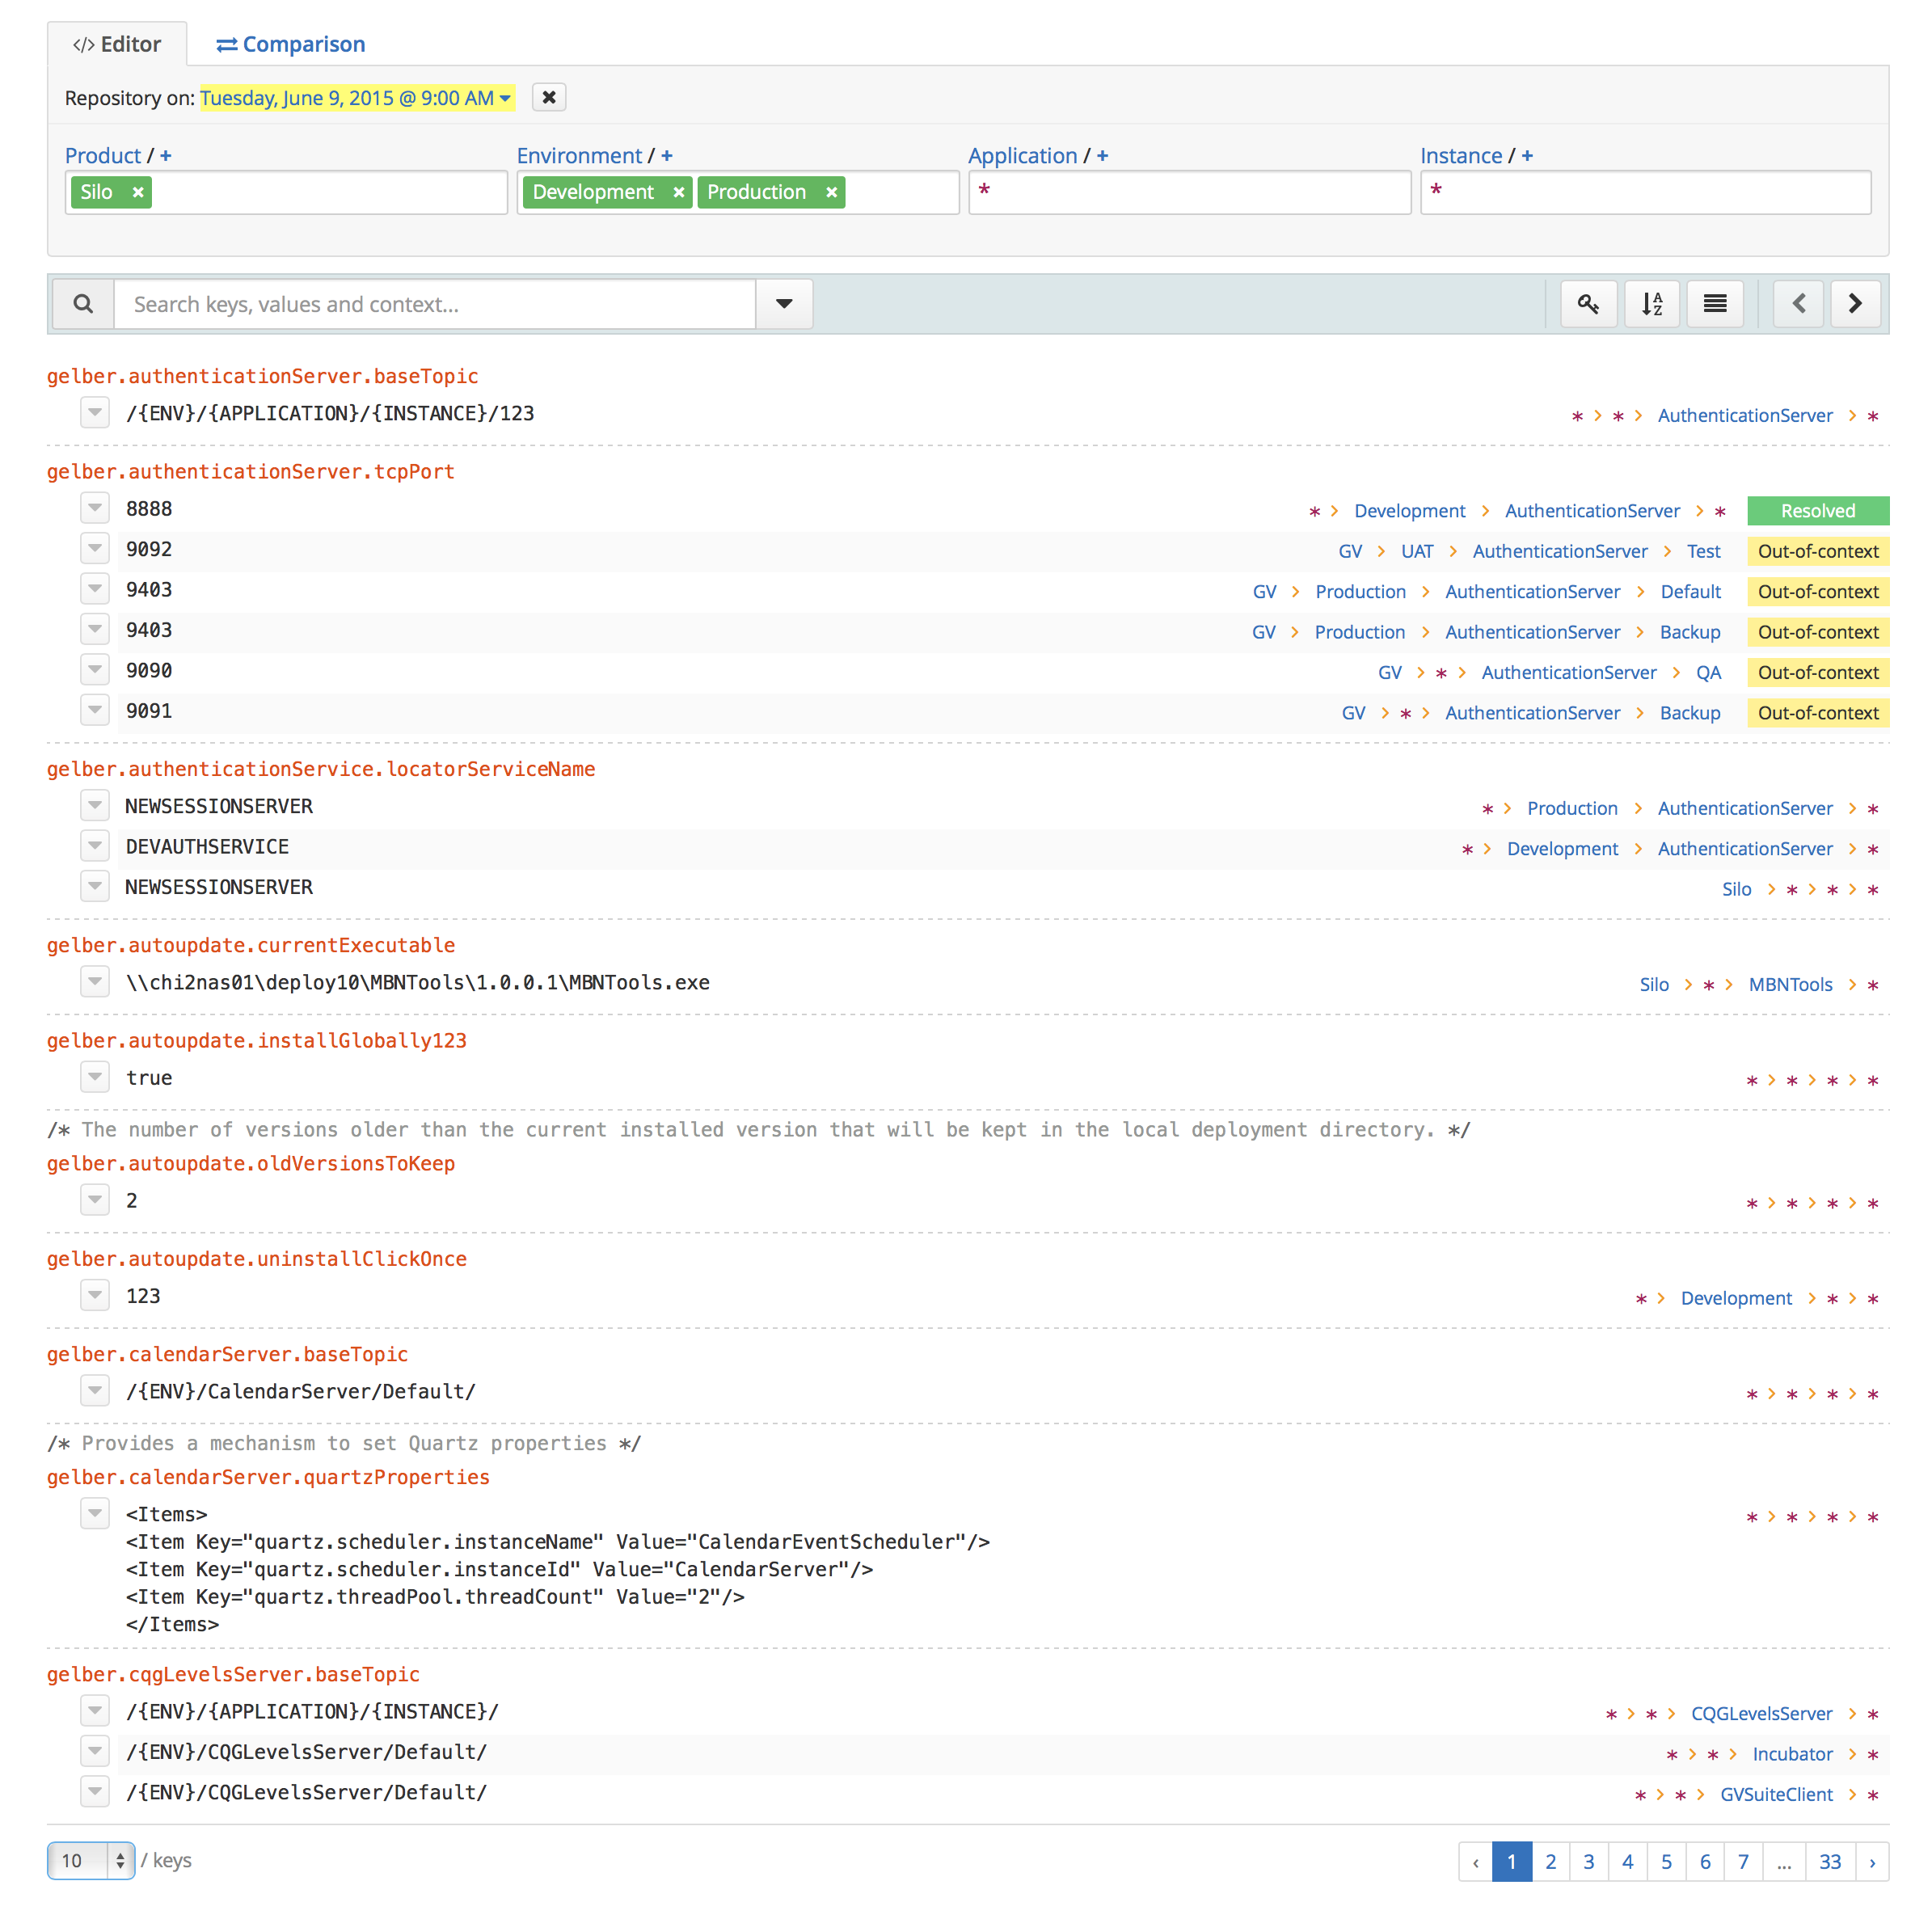 </> Editor Comparison
Repository on: Tuesday, June 9, 2015 @ 9:00 AM
Product / + Environment / + Application / + Instance / +
Silo × Development × Production × * *
Search keys, values and context...
gelber.authenticationServer.baseTopic
/{ENV}/{APPLICATION}/{INSTANCE}/123 * > * > AuthenticationServer > *
gelber.authenticationServer.tcpPort
8888 * > Development > AuthenticationServer > * Resolved
9092 GV > UAT > AuthenticationServer > Test Out-of-context
9403 GV > Production > AuthenticationServer > Default Out-of-context
9403 GV > Production > AuthenticationServer > Backup Out-of-context
9090 GV > * > AuthenticationServer > QA Out-of-context
9091 GV > * > AuthenticationServer > Backup Out-of-context
gelber.authenticationService.locatorServiceName
NEWSESSIONSERVER * > Production > AuthenticationServer > *
DEVAUTHSERVICE * > Development > AuthenticationServer > *
NEWSESSIONSERVER Silo > * > * > *
gelber.autoupdate.currentExecutable
\\chi2nas01\deploy10\MBNTools\1.0.0.1\MBNTools.exe Silo > * > MBNTools > *
gelber.autoupdate.installGlobally123
true * > * > * > *
/* The number of versions older than the current installed version that will be kept in the local deployment directory. */
gelber.autoupdate.oldVersionsToKeep
2 * > * > * > *
gelber.autoupdate.uninstallClickOnce
123 * > Development > * > *
gelber.calendarServer.baseTopic
/{ENV}/CalendarServer/Default/ * > * > * > *
/* Provides a mechanism to set Quartz properties */
gelber.calendarServer.quartzProperties
<Items> * > * > * > *
<Item Key="quartz.scheduler.instanceName" Value="CalendarEventScheduler"/>
<Item Key="quartz.scheduler.instanceId" Value="CalendarServer"/>
<Item Key="quartz.threadPool.threadCount" Value="2"/>
</Items>
gelber.cqgLevelsServer.baseTopic
/{ENV}/{APPLICATION}/{INSTANCE}/ * > * > CQGLevelsServer > *
/{ENV}/CQGLevelsServer/Default/ * > * > Incubator > *
/{ENV}/CQGLevelsServer/Default/ * > * > GVSuiteClient > *
10 / keys ‹ 1 2 3 4 5 6 7 ... 33 ›